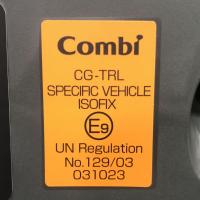 Combi
CG-TRL
SPECIFIC VEHICLE
ISOFIX
E9
UN Regulation
No.129/03
031023